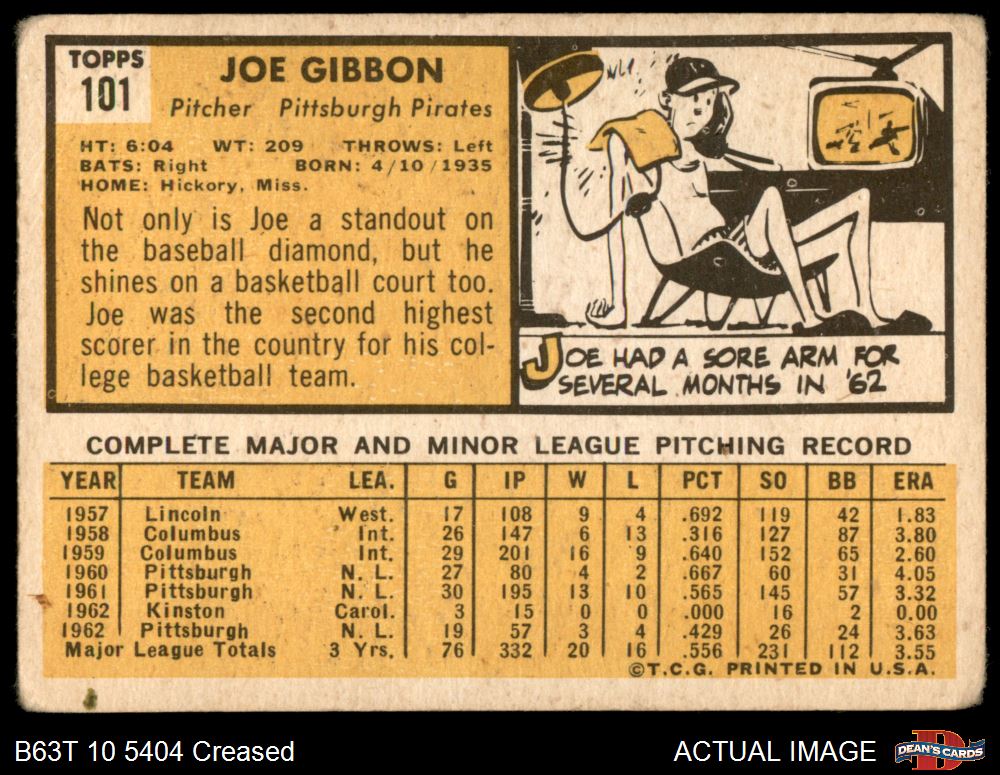 TOPPS
101
JOE GIBBON
Pitcher Pittsburgh Pirates
HT: 6:04 WT: 209 THROWS: Left
BATS: Right BORN: 4/10/1935
HOME: Hickory, Miss.
Not only is Joe a standout on
the baseball diamond, but he
shines on a basketball court too.
Joe was the second highest
scorer in the country for his col-
lege basketball team.
JOE HAD A SORE ARM FOR
SEVERAL MONTHS IN '62
COMPLETE MAJOR AND MINOR LEAGUE PITCHING RECORD
YEAR TEAM LEA. G IP W L PCT SO BB ERA
1957 Lincoln West. 17 108 9 4 .692 119 42 1.83
1958 Columbus Int. 26 147 6 13 .316 127 87 3.80
1959 Columbus Int. 29 201 16 9 .640 152 65 2.60
1960 Pittsburgh N. L. 27 80 4 2 .667 60 31 4.05
1961 Pittsburgh N. L. 30 195 13 10 .565 145 57 3.32
1962 Kinston Carol. 3 15 0 0 .000 16 2 0.00
1962 Pittsburgh N. L. 19 57 3 4 .429 26 24 3.63
Major League Totals 3 Yrs. 76 332 20 16 .556 231 112 3.55
©T.C.G. PRINTED IN U.S.A.
B63T 10 5404 Creased
ACTUAL IMAGE
DEAN'S CARDS